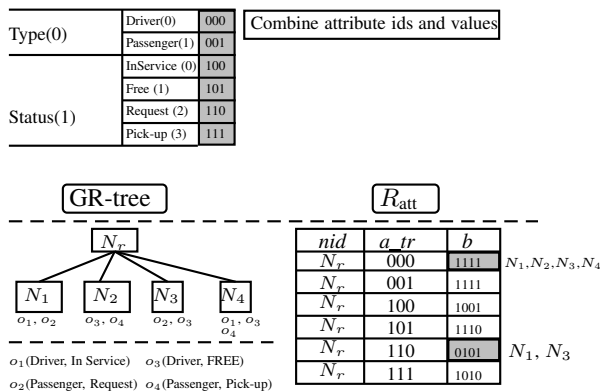 Type(0) Driver(0) 000 Combine attribute ids and values
Passenger(1) 001
Status(1) InService (0) 100
Free (1) 101
Request (2) 110
Pick-up (3) 111
GR-tree R_att
N_r
N_1 N_2 N_3 N_4
o_1, o_2 o_3, o_4 o_2, o_3 o_1, o_3
o_4
o_1(Driver, In Service) o_3(Driver, FREE)
o_2(Passenger, Request) o_4(Passenger, Pick-up)
nid a_tr b
N_r 000 1111 N_1,N_2,N_3,N_4
N_r 001 1111
N_r 100 1001
N_r 101 1110
N_r 110 0101 N_1, N_3
N_r 111 1010